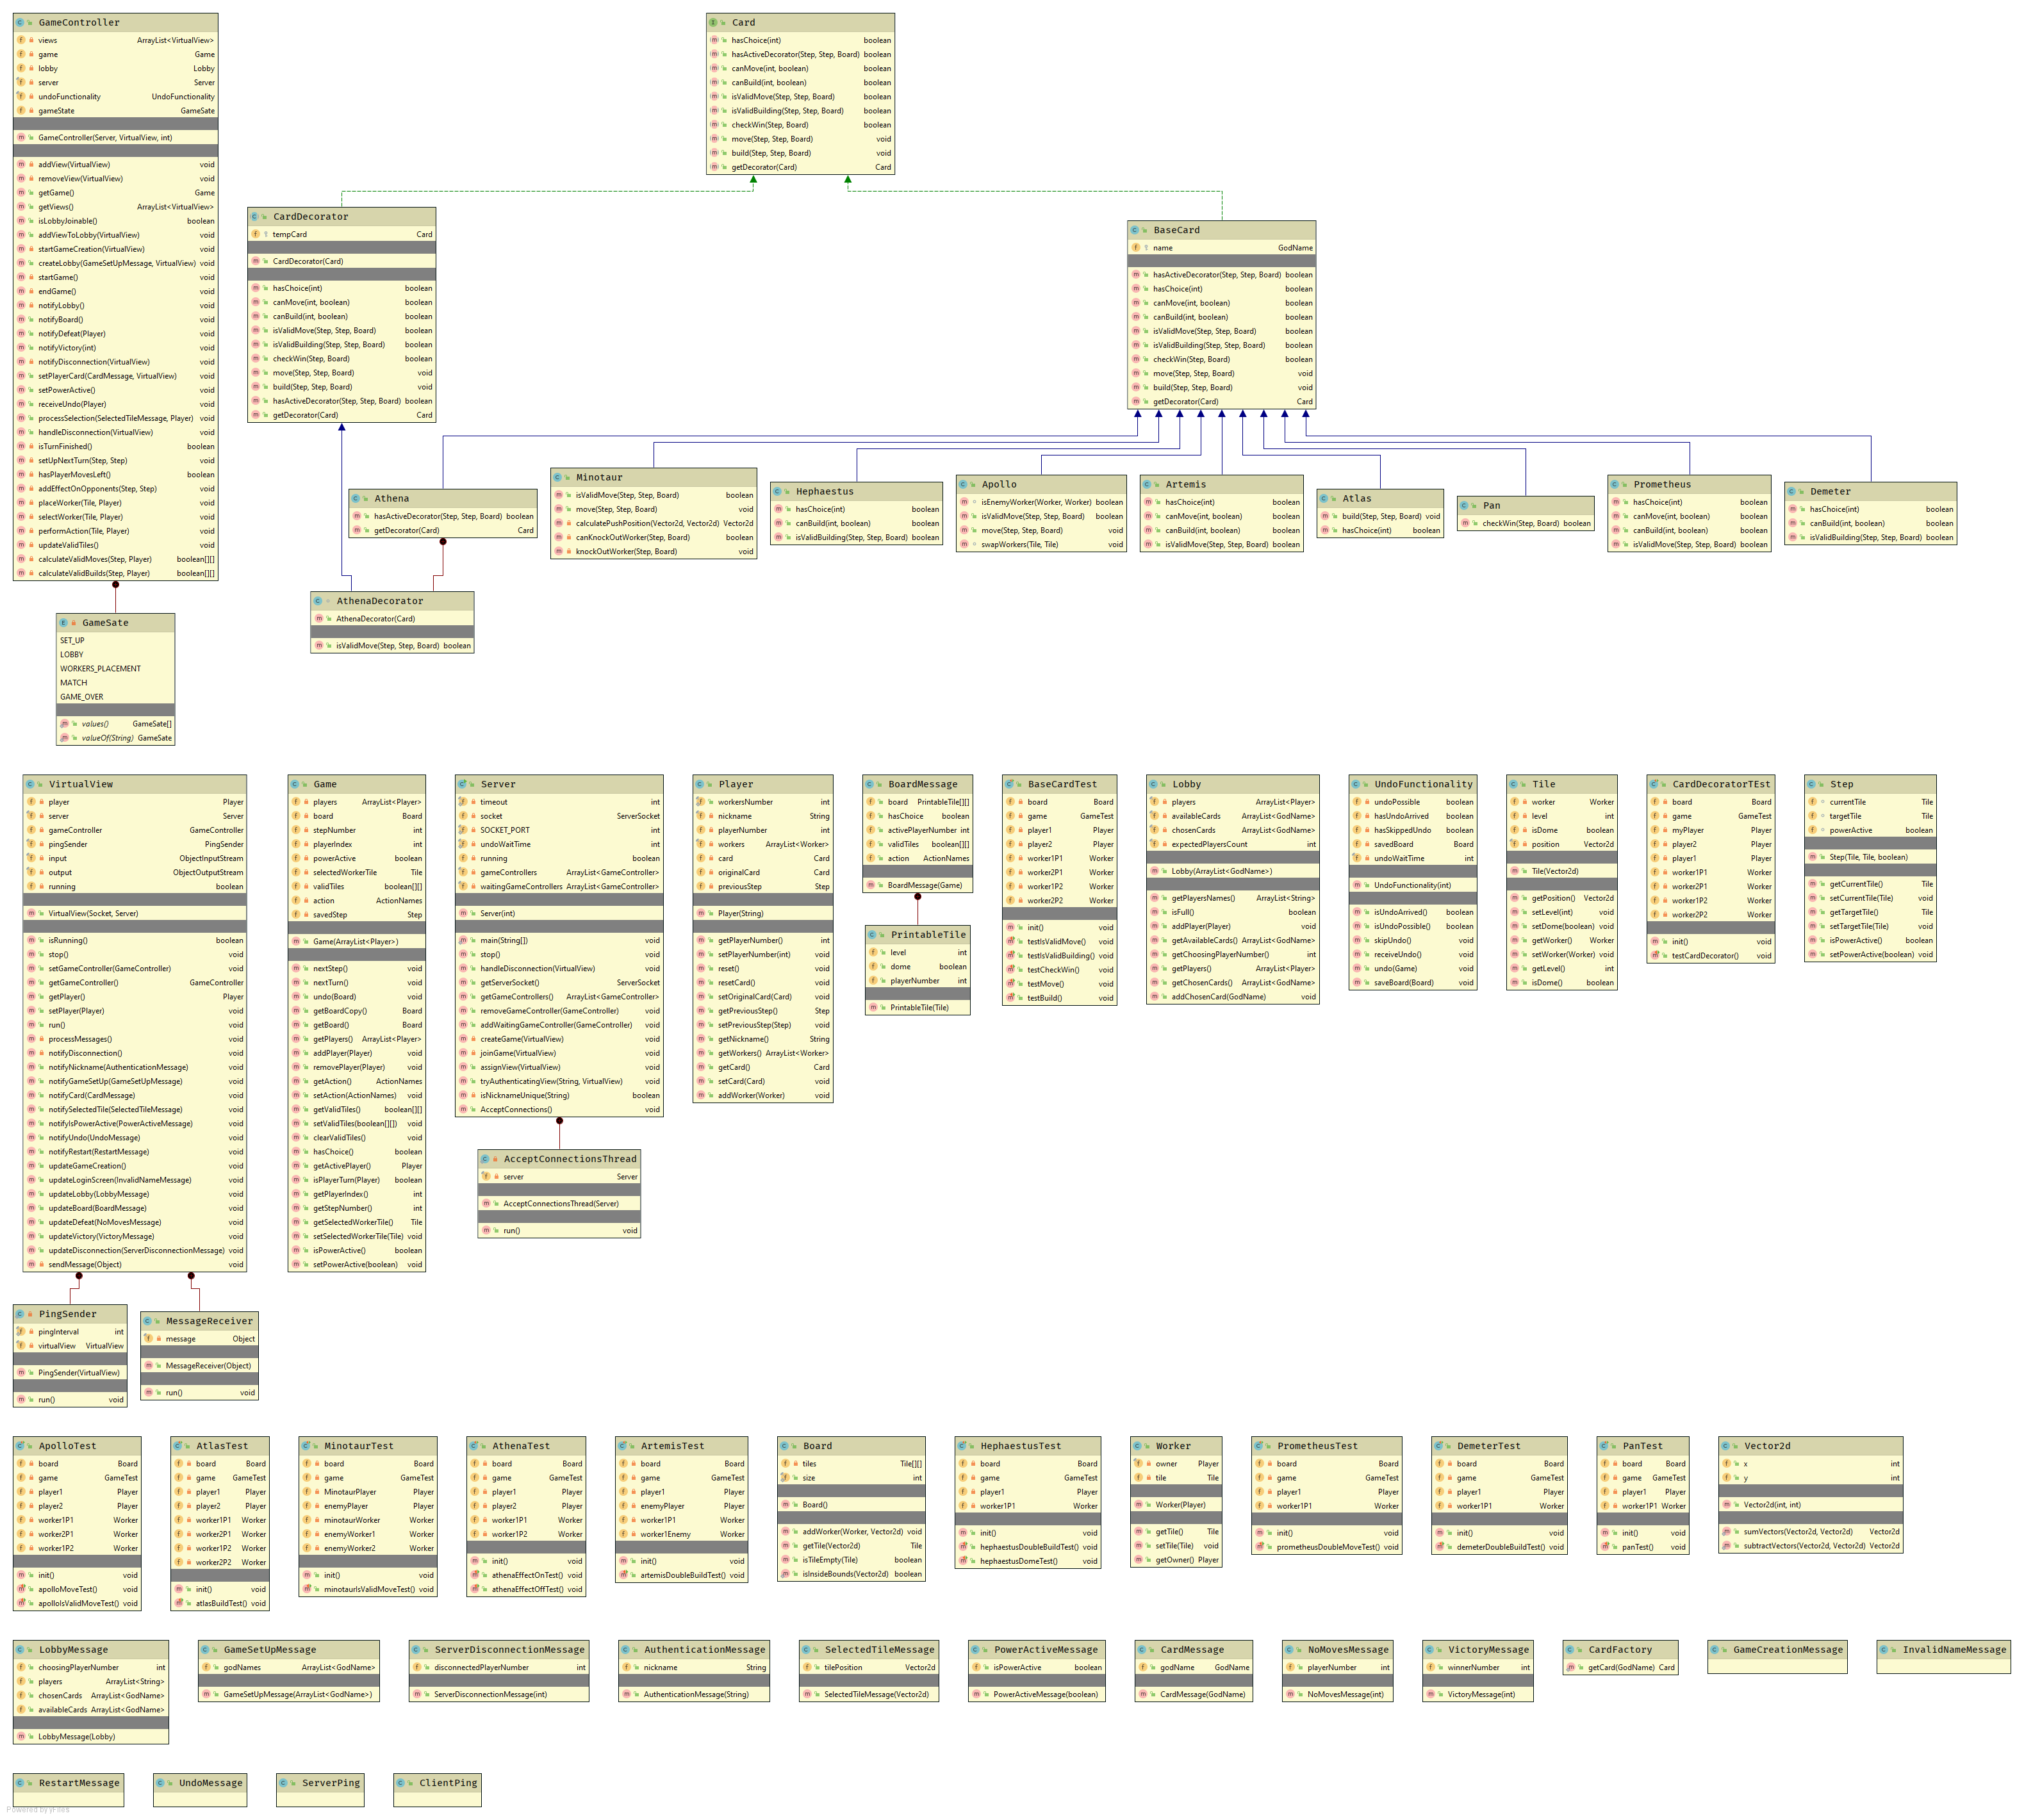 GameController
views ArrayList<VirtualView>
game Game
lobby Lobby
server Server
undoFunctionality UndoFunctionality
gameState GameSate
GameController(Server, VirtualView, int)
addView(VirtualView) void
removeView(VirtualView) void
getGame() Game
getViews() ArrayList<VirtualView>
isLobbyJoinable() boolean
addViewToLobby(VirtualView) void
startGameCreation(VirtualView) void
createLobby(GameSetUpMessage, VirtualView) void
startGame() void
endGame() void
notifyLobby() void
notifyBoard() void
notifyDefeat(Player) void
notifyVictory(int) void
notifyDisconnection(VirtualView) void
setPlayerCard(CardMessage, VirtualView) void
setPowerActive() void
receiveUndo(Player) void
processSelection(SelectedTileMessage, Player) void
handleDisconnection(VirtualView) void
isTurnFinished() boolean
setUpNextTurn(Step, Step) void
hasPlayerMovesLeft() boolean
addEffectOnOpponents(Step, Step) void
placeWorker(Tile, Player) void
selectWorker(Tile, Player) void
performAction(Tile, Player) void
updateValidTiles() void
calculateValidMoves(Step, Player) boolean[][]
calculateValidBuilds(Step, Player) boolean[][]
GameSate
SET_UP
LOBBY
WORKERS_PLACEMENT
MATCH
GAME_OVER
values() GameSate[]
valueOf(String) GameSate
Card
hasChoice(int) boolean
hasActiveDecorator(Step, Step, Board) boolean
canMove(int, boolean) boolean
canBuild(int, boolean) boolean
isValidMove(Step, Step, Board) boolean
isValidBuilding(Step, Step, Board) boolean
checkWin(Step, Board) boolean
move(Step, Step, Board) void
build(Step, Step, Board) void
getDecorator(Card) Card
CardDecorator
tempCard Card
CardDecorator(Card)
hasChoice(int) boolean
canMove(int, boolean) boolean
canBuild(int, boolean) boolean
isValidMove(Step, Step, Board) boolean
isValidBuilding(Step, Step, Board) boolean
checkWin(Step, Board) boolean
move(Step, Step, Board) void
build(Step, Step, Board) void
hasActiveDecorator(Step, Step, Board) boolean
getDecorator(Card) Card
BaseCard
name GodName
hasActiveDecorator(Step, Step, Board) boolean
hasChoice(int) boolean
canMove(int, boolean) boolean
canBuild(int, boolean) boolean
isValidMove(Step, Step, Board) boolean
isValidBuilding(Step, Step, Board) boolean
checkWin(Step, Board) boolean
move(Step, Step, Board) void
build(Step, Step, Board) void
getDecorator(Card) Card
Athena
hasActiveDecorator(Step, Step, Board) boolean
getDecorator(Card) Card
Minotaur
isValidMove(Step, Step, Board) boolean
move(Step, Step, Board) void
calculatePushPosition(Vector2d, Vector2d) Vector2d
canKnockOutWorker(Step, Board) boolean
knockOutWorker(Step, Board) void
Hephaestus
hasChoice(int) boolean
canBuild(int, boolean) boolean
isValidBuilding(Step, Step, Board) boolean
Apollo
isEnemyWorker(Worker, Worker) boolean
isValidMove(Step, Step, Board) boolean
move(Step, Step, Board) void
swapWorkers(Tile, Tile) void
Artemis
hasChoice(int) boolean
canMove(int, boolean) boolean
canBuild(int, boolean) boolean
isValidMove(Step, Step, Board) boolean
Atlas
build(Step, Step, Board) void
hasChoice(int) boolean
Pan
checkWin(Step, Board) boolean
Prometheus
hasChoice(int) boolean
canMove(int, boolean) boolean
canBuild(int, boolean) boolean
isValidMove(Step, Step, Board) boolean
Demeter
hasChoice(int) boolean
canBuild(int, boolean) boolean
isValidBuilding(Step, Step, Board) boolean
AthenaDecorator
AthenaDecorator(Card)
isValidMove(Step, Step, Board) boolean
VirtualView
player Player
server Server
gameController GameController
pingSender PingSender
input ObjectInputStream
output ObjectOutputStream
running boolean
VirtualView(Socket, Server)
isRunning() boolean
stop() void
setGameController(GameController) void
getGameController() GameController
getPlayer() Player
setPlayer(Player) void
run() void
processMessages() void
notifyDisconnection() void
notifyNickname(AuthenticationMessage) void
notifyGameSetUp(GameSetUpMessage) void
notifyCard(CardMessage) void
notifySelectedTile(SelectedTileMessage) void
notifyIsPowerActive(PowerActiveMessage) void
notifyUndo(UndoMessage) void
notifyRestart(RestartMessage) void
updateGameCreation() void
updateLoginScreen(InvalidNameMessage) void
updateLobby(LobbyMessage) void
updateBoard(BoardMessage) void
updateDefeat(NoMovesMessage) void
updateVictory(VictoryMessage) void
updateDisconnection(ServerDisconnectionMessage) void
sendMessage(Object) void
Game
players ArrayList<Player>
board Board
stepNumber int
playerIndex int
powerActive boolean
selectedWorkerTile Tile
validTiles boolean[][]
action ActionNames
savedStep Step
Game(ArrayList<Player>)
nextStep() void
nextTurn() void
undo(Board) void
getBoardCopy() Board
getBoard() Board
getPlayers() ArrayList<Player>
addPlayer(Player) void
removePlayer(Player) void
getAction() ActionNames
setAction(ActionNames) void
getValidTiles() boolean[][]
setValidTiles(boolean[][]) void
clearValidTiles() void
hasChoice() boolean
getActivePlayer() Player
isPlayerTurn(Player) boolean
getPlayerIndex() int
getStepNumber() int
getSelectedWorkerTile() Tile
setSelectedWorkerTile(Tile) void
isPowerActive() boolean
setPowerActive(boolean) void
Server
timeout int
socket ServerSocket
SOCKET_PORT int
undoWaitTime int
running boolean
gameControllers ArrayList<GameController>
waitingGameControllers ArrayList<GameController>
Server(int)
main(String[]) void
stop() void
handleDisconnection(VirtualView) void
getServerSocket() ServerSocket
getGameControllers() ArrayList<GameController>
removeGameController(GameController) void
addWaitingGameController(GameController) void
createGame(VirtualView) void
joinGame(VirtualView) void
assignView(VirtualView) void
tryAuthenticatingView(String, VirtualView) void
isNicknameUnique(String) boolean
AcceptConnections() void
AcceptConnectionsThread
server Server
AcceptConnectionsThread(Server)
run() void
Player
workersNumber int
nickname String
playerNumber int
workers ArrayList<Worker>
card Card
originalCard Card
previousStep Step
Player(String)
getPlayerNumber() int
setPlayerNumber(int) void
reset() void
resetCard() void
setOriginalCard(Card) void
getPreviousStep() Step
setPreviousStep(Step) void
getNickname() String
getWorkers() ArrayList<Worker>
getCard() Card
setCard(Card) void
addWorker(Worker) void
BoardMessage
board PrintableTile[][]
hasChoice boolean
activePlayerNumber int
validTiles boolean[][]
action ActionNames
BoardMessage(Game)
PrintableTile
level int
dome boolean
playerNumber int
PrintableTile(Tile)
BaseCardTest
board Board
game GameTest
player1 Player
player2 Player
worker1P1 Worker
worker2P1 Worker
worker1P2 Worker
worker2P2 Worker
init() void
testIsValidMove() void
testIsValidBuilding() void
testCheckWin() void
testMove() void
testBuild() void
Lobby
players ArrayList<Player>
availableCards ArrayList<GodName>
chosenCards ArrayList<GodName>
expectedPlayersCount int
Lobby(ArrayList<GodName>)
getPlayersNames() ArrayList<String>
isFull() boolean
addPlayer(Player) void
getAvailableCards() ArrayList<GodName>
getChoosingPlayerNumber() int
getPlayers() ArrayList<Player>
getChosenCards() ArrayList<GodName>
addChosenCard(GodName) void
UndoFunctionality
undoPossible boolean
hasUndoArrived boolean
hasSkippedUndo boolean
savedBoard Board
undoWaitTime int
UndoFunctionality(int)
isUndoArrived() boolean
isUndoPossible() boolean
skipUndo() void
receiveUndo() void
undo(Game) void
saveBoard(Board) void
Tile
worker Worker
level int
isDome boolean
position Vector2d
Tile(Vector2d)
getPosition() Vector2d
setLevel(int) void
setDome(boolean) void
getWorker() Worker
setWorker(Worker) void
getLevel() int
isDome() boolean
CardDecoratorTEst
board Board
game GameTest
myPlayer Player
player2 Player
player1 Player
worker1P1 Worker
worker2P1 Worker
worker1P2 Worker
worker2P2 Worker
init() void
testCardDecorator() void
Step
currentTile Tile
targetTile Tile
powerActive boolean
Step(Tile, Tile, boolean)
getCurrentTile() Tile
setCurrentTile(Tile) void
getTargetTile() Tile
setTargetTile(Tile) void
isPowerActive() boolean
setPowerActive(boolean) void
PingSender
pingInterval int
virtualView VirtualView
PingSender(VirtualView)
run() void
MessageReceiver
message Object
MessageReceiver(Object)
run() void
ApolloTest
board Board
game GameTest
player1 Player
player2 Player
worker1P1 Worker
worker2P1 Worker
worker1P2 Worker
init() void
apolloMoveTest() void
apolloIsValidMoveTest() void
AtlasTest
board Board
game GameTest
player1 Player
player2 Player
worker1P1 Worker
worker2P1 Worker
worker1P2 Worker
worker2P2 Worker
init() void
atlasBuildTest() void
MinotaurTest
board Board
game GameTest
MinotaurPlayer Player
enemyPlayer Player
minotaurWorker Worker
enemyWorker1 Worker
enemyWorker2 Worker
init() void
minotaurIsValidMoveTest() void
AthenaTest
board Board
game GameTest
player1 Player
player2 Player
worker1P1 Worker
worker1P2 Worker
init() void
athenaEffectOnTest() void
athenaEffectOffTest() void
ArtemisTest
board Board
game GameTest
player1 Player
enemyPlayer Player
worker1P1 Worker
worker1Enemy Worker
init() void
artemisDoubleBuildTest() void
Board
tiles Tile[][]
size int
Board()
addWorker(Worker, Vector2d) void
getTile(Vector2d) Tile
isTileEmpty(Tile) boolean
isInsideBounds(Vector2d) boolean
HephaestusTest
board Board
game GameTest
player1 Player
worker1P1 Worker
init() void
hephaestusDoubleBuildTest() void
hephaestusDomeTest() void
Worker
owner Player
tile Tile
Worker(Player)
getTile() Tile
setTile(Tile) void
getOwner() Player
PrometheusTest
board Board
game GameTest
player1 Player
worker1P1 Worker
init() void
prometheusDoubleMoveTest() void
DemeterTest
board Board
game GameTest
player1 Player
worker1P1 Worker
init() void
demeterDoubleBuildTest() void
PanTest
board Board
game GameTest
player1 Player
worker1P1 Worker
init() void
panTest() void
Vector2d
x int
y int
Vector2d(int, int)
sumVectors(Vector2d, Vector2d) Vector2d
subtractVectors(Vector2d, Vector2d) Vector2d
LobbyMessage
choosingPlayerNumber int
players ArrayList<String>
chosenCards ArrayList<GodName>
availableCards ArrayList<GodName>
LobbyMessage(Lobby)
GameSetUpMessage
godNames ArrayList<GodName>
GameSetUpMessage(ArrayList<GodName>)
ServerDisconnectionMessage
disconnectedPlayerNumber int
ServerDisconnectionMessage(int)
AuthenticationMessage
nickname String
AuthenticationMessage(String)
SelectedTileMessage
tilePosition Vector2d
SelectedTileMessage(Vector2d)
PowerActiveMessage
isPowerActive boolean
PowerActiveMessage(boolean)
CardMessage
godName GodName
CardMessage(GodName)
NoMovesMessage
playerNumber int
NoMovesMessage(int)
VictoryMessage
winnerNumber int
VictoryMessage(int)
CardFactory
getCard(GodName) Card
GameCreationMessage
InvalidNameMessage
RestartMessage
UndoMessage
ServerPing
ClientPing
Powered by yFiles